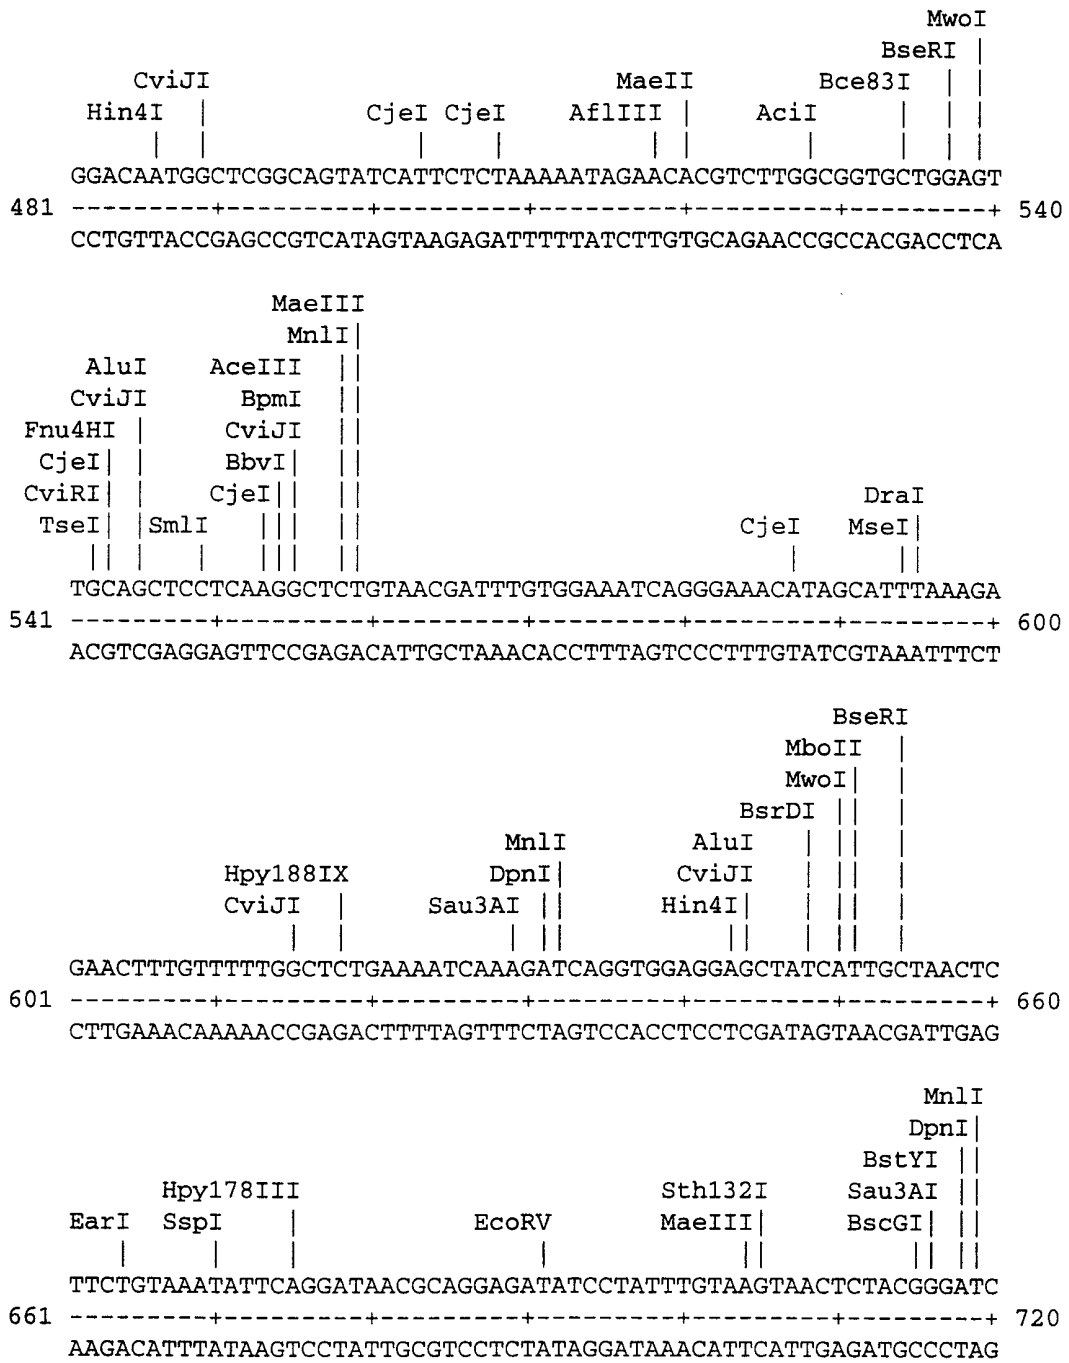 MwoI
BseRI |
CviJI MaeII Bce83I | |
Hin4I | CjeI CjeI AflIII | AciI | | |
| | | | | | | | | |
GGACAATGGCTCGGCAGTATCATTCTCTAAAAATAGAACACGTCTTGGCGGTGCTGGAGT
481 ---------+---------+---------+---------+---------+---------+ 540
CCTGTTACCGAGCCGTCATAGTAAGAGATTTTTATCTTGTGCAGAACCGCCACGACCTCA
MaeIII
MnlI|
AluI AceIII ||
CviJI BpmI ||
Fnu4HI | CviJI ||
CjeI| | BbvI| ||
CviRI| | CjeI|| || DraI
TseI| |SmlI ||| || CjeI MseI|
|| | | ||| || | ||
TGCAGCTCCTCAAGGCTCTGTAACGATTTGTGGAAATCAGGGAAACATAGCATTTAAAGA
541 ---------+---------+---------+---------+---------+---------+ 600
ACGTCGAGGAGTTCCGAGACATTGCTAAACACCTTTAGTCCCTTTGTATCGTAAATTTCT
BseRI
MboII |
MwoI| |
BsrDI || |
MnlI AluI | || |
Hpy188IX DpnI| CviJI | || |
CviJI | Sau3AI || Hin4I| | || |
| | | || || | || |
GAACTTTGTTTTTGGCTCTGAAAATCAAAGATCAGGTGGAGGAGCTATCATTGCTAACTC
601 ---------+---------+---------+---------+---------+---------+ 660
CTTGAAACAAAAACCGAGACTTTTAGTTTCTAGTCCACCTCCTCGATAGTAACGATTGAG
MnlI
DpnI|
BstYI ||
Hpy178III Sth132I Sau3AI ||
EarI SspI | EcoRV MaeIII| BscGI| ||
| | | | || || ||
TTCTGTAAATATTCAGGATAACGCAGGAGATATCCTATTTGTAAGTAACTCTACGGGATC
661 ---------+---------+---------+---------+---------+---------+ 720
AAGACATTTATAAGTCCTATTGCGTCCTCTATAGGATAAACATTCATTGAGATGCCCTAG